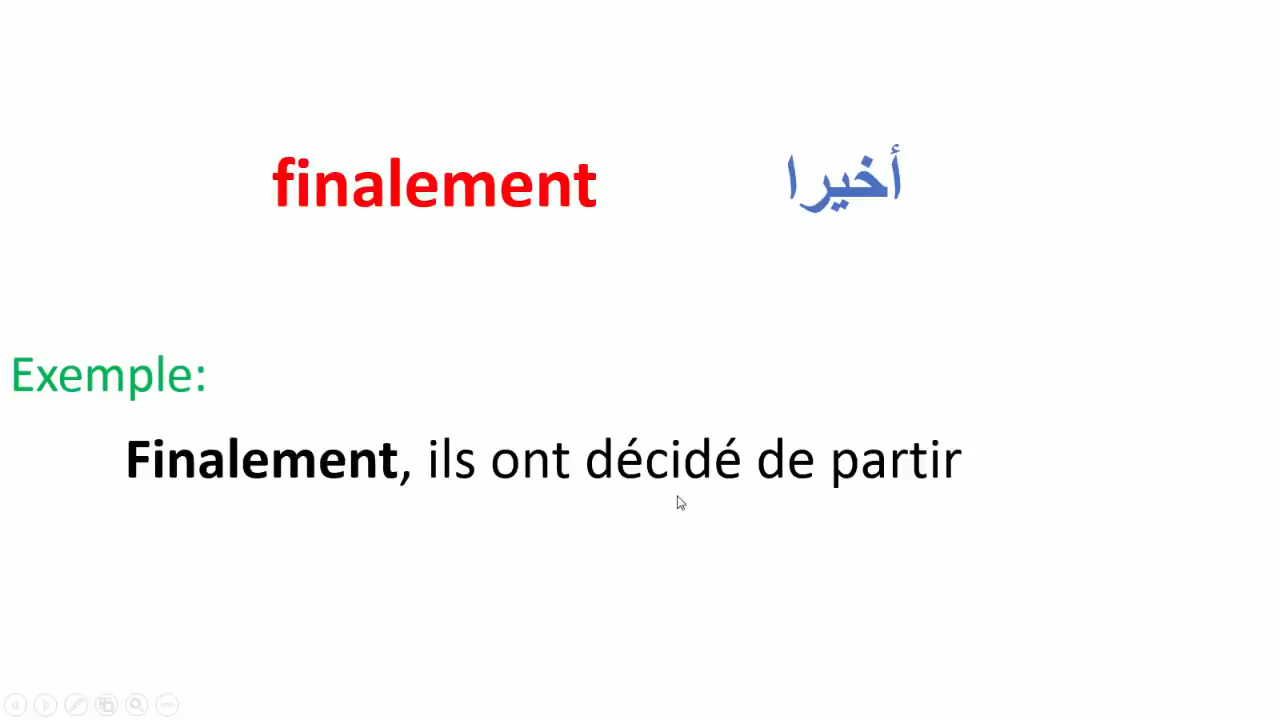 finalement أخيرا
Exemple:
Finalement, ils ont décidé de partir